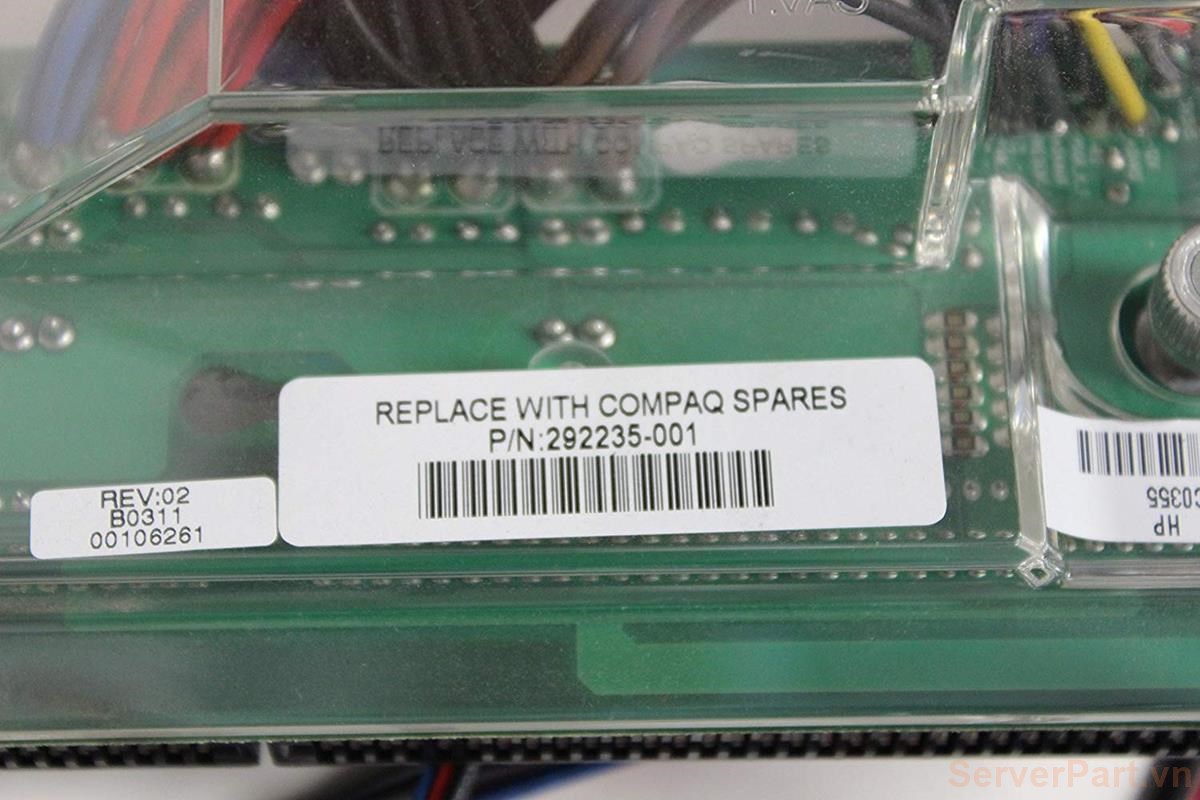 REPLACE WITH COMPAQ SPARES
P/N:292235-001
REV:02
B0311
00106261
C0355
HP
ServerPart.vn